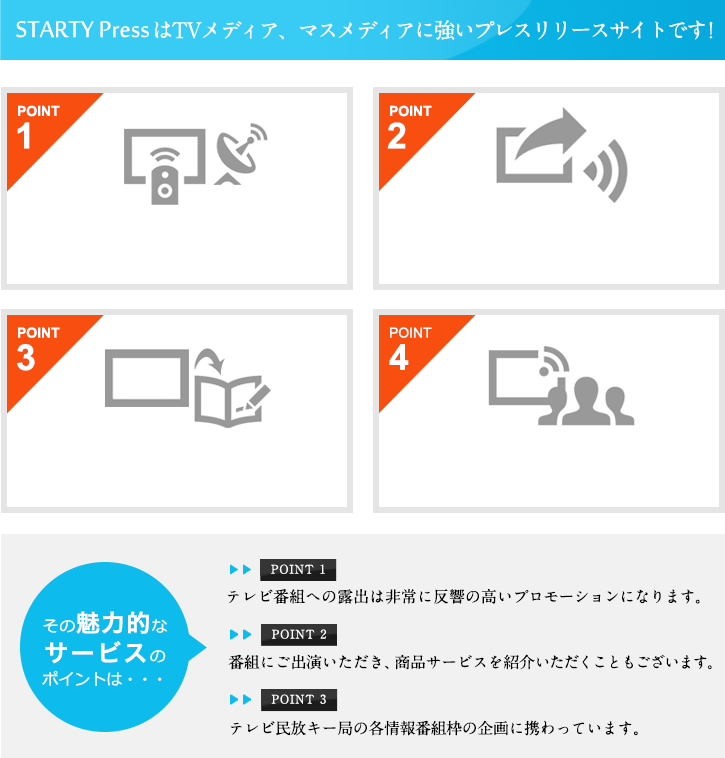 STARTY Press はTVメディア、マスメディアに強いプレスリリースサイトです!
POINT
1
POINT
2
POINT
3
POINT
4
その魅力的な
サービスの
ポイントは・・・
POINT 1
テレビ番組への露出は非常に反響の高いプロモーションになります。
POINT 2
番組にご出演いただき、商品サービスを紹介いただくこともございます。
POINT 3
テレビ民放キー局の各情報番組枠の企画に携わっています。